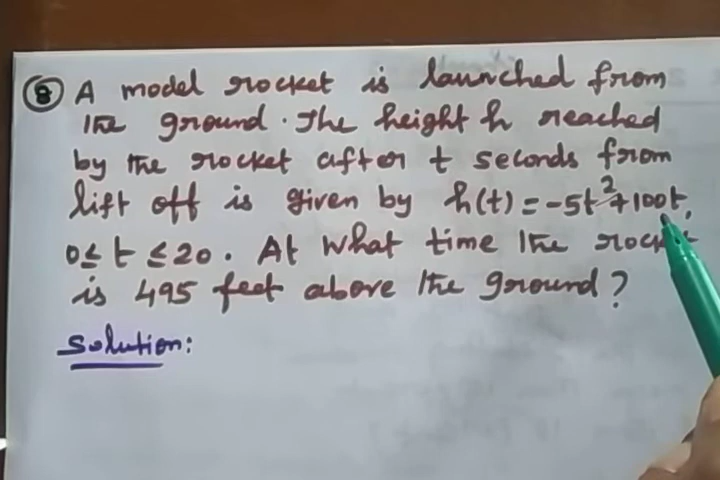 ⑧ A model rocket is launched from
the ground. The height h reached
by the rocket after t seconds from
lift off is given by h(t) = -5t²+100t,
0≤ t ≤20. At what time the rocket
is 495 feet above the ground?
Solution: